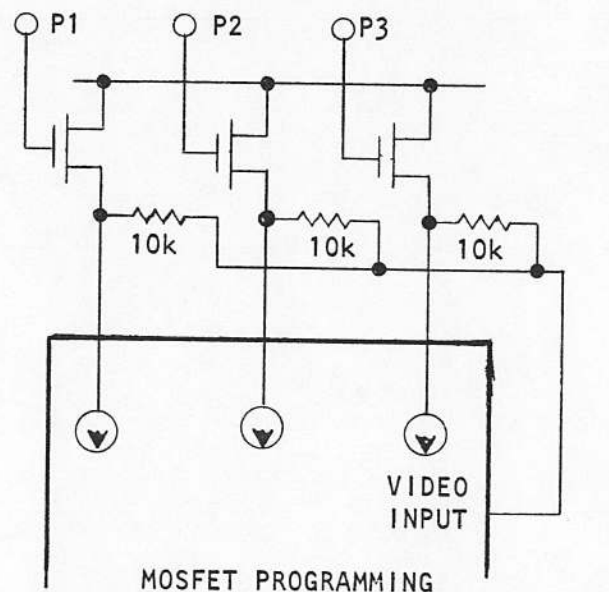 P1 P2 P3
10k 10k 10k
VIDEO
INPUT
MOSFET PROGRAMMING